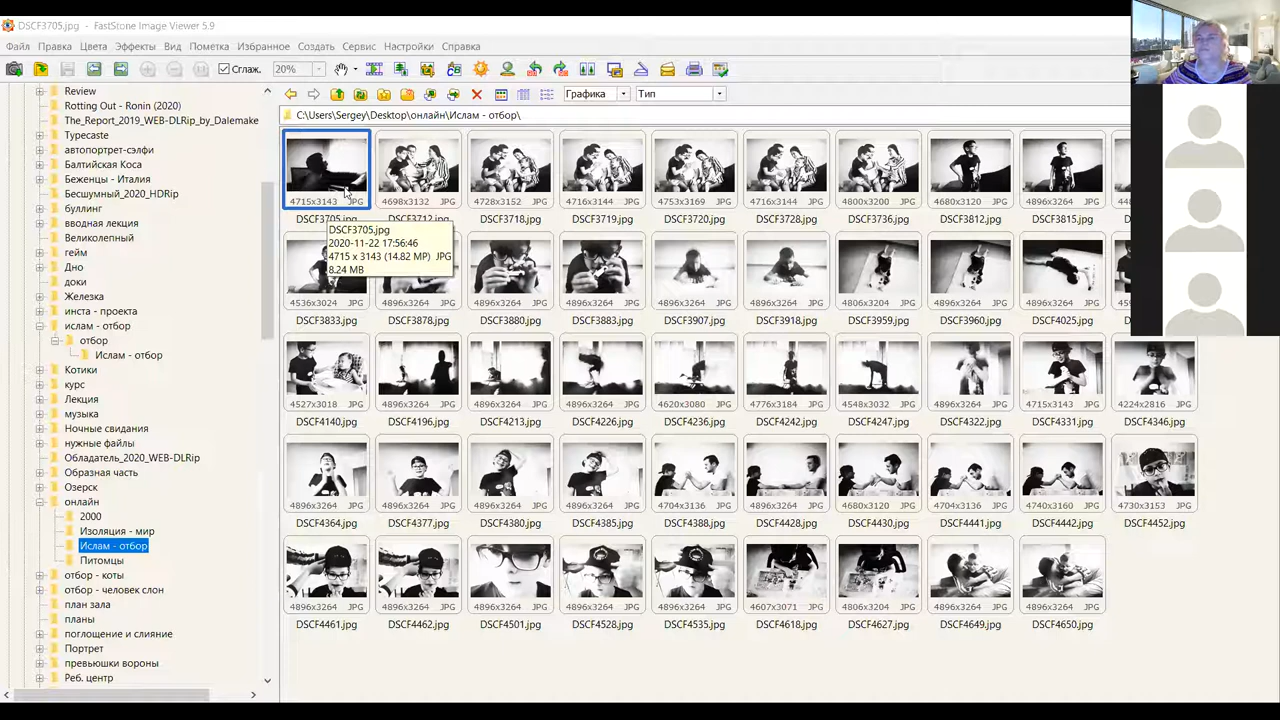 DSCF3705.jpg - FastStone Image Viewer 5.9
Файл Правка Цвета Эффекты Вид Пометка Избранное Создать Сервис Настройки Справка
Сглаж. 20%
Графика Тип
C:\Users\Sergey\Desktop\онлайн\Ислам - отбор\
Review
Rotting Out - Ronin (2020)
The_Report_2019_WEB-DLRip_by_Dalemake
Typecaste
автопортрет-сэлфи
Балтийская Коса
Беженцы - Италия
Бесшумный_2020_HDRip
буллинг
вводная лекция
Великолепный
гейм
Дно
доки
Железка
инста - проекта
ислам - отбор
отбор
Ислам - отбор
Котики
курс
Лекция
музыка
Ночные свидания
нужные файлы
Обладатель_2020_WEB-DLRip
Образная часть
Озерск
онлайн
2000
Изоляция - мир
Ислам - отбор
Питомцы
отбор - коты
отбор - человек слон
план зала
планы
поглощение и слияние
Портрет
превьюшки вороны
Реб. центр
4715x3143 JPG 4698x3132 JPG 4728x3152 JPG 4716x3144 JPG 4753x3169 JPG 4716x3144 JPG 4800x3200 JPG 4680x3120 JPG 4896x3264 JPG
DSCF3705.jpg DSCF3712.jpg DSCF3718.jpg DSCF3719.jpg DSCF3720.jpg DSCF3728.jpg DSCF3736.jpg DSCF3812.jpg DSCF3815.jpg
DSCF3705.jpg
2020-11-22 17:56:46
4715 x 3143 (14.82 MP) JPG
8.24 MB
4536x3024 JPG 4896x3264 JPG 4896x3264 JPG 4896x3264 JPG 4896x3264 JPG 4896x3264 JPG 4896x3264 JPG 4896x3264 JPG 4896x3264 JPG
DSCF3833.jpg DSCF3878.jpg DSCF3880.jpg DSCF3883.jpg DSCF3907.jpg DSCF3918.jpg DSCF3959.jpg DSCF3960.jpg DSCF4025.jpg
4527x3018 JPG 4896x3264 JPG 4896x3264 JPG 4896x3264 JPG 4620x3080 JPG 4776x3184 JPG 4548x3032 JPG 4896x3264 JPG 4715x3143 JPG 4224x2816 JPG
DSCF4140.jpg DSCF4196.jpg DSCF4213.jpg DSCF4226.jpg DSCF4236.jpg DSCF4242.jpg DSCF4247.jpg DSCF4322.jpg DSCF4331.jpg DSCF4346.jpg
4896x3264 JPG 4896x3264 JPG 4896x3264 JPG 4896x3264 JPG 4704x3136 JPG 4896x3264 JPG 4680x3120 JPG 4704x3136 JPG 4740x3160 JPG 4730x3153 JPG
DSCF4364.jpg DSCF4377.jpg DSCF4380.jpg DSCF4385.jpg DSCF4388.jpg DSCF4428.jpg DSCF4430.jpg DSCF4441.jpg DSCF4442.jpg DSCF4452.jpg
4896x3264 JPG 4896x3264 JPG 4896x3264 JPG 4896x3264 JPG 4896x3264 JPG 4607x3071 JPG 4806x3204 JPG 4896x3264 JPG 4896x3264 JPG
DSCF4461.jpg DSCF4462.jpg DSCF4501.jpg DSCF4528.jpg DSCF4535.jpg DSCF4618.jpg DSCF4627.jpg DSCF4649.jpg DSCF4650.jpg